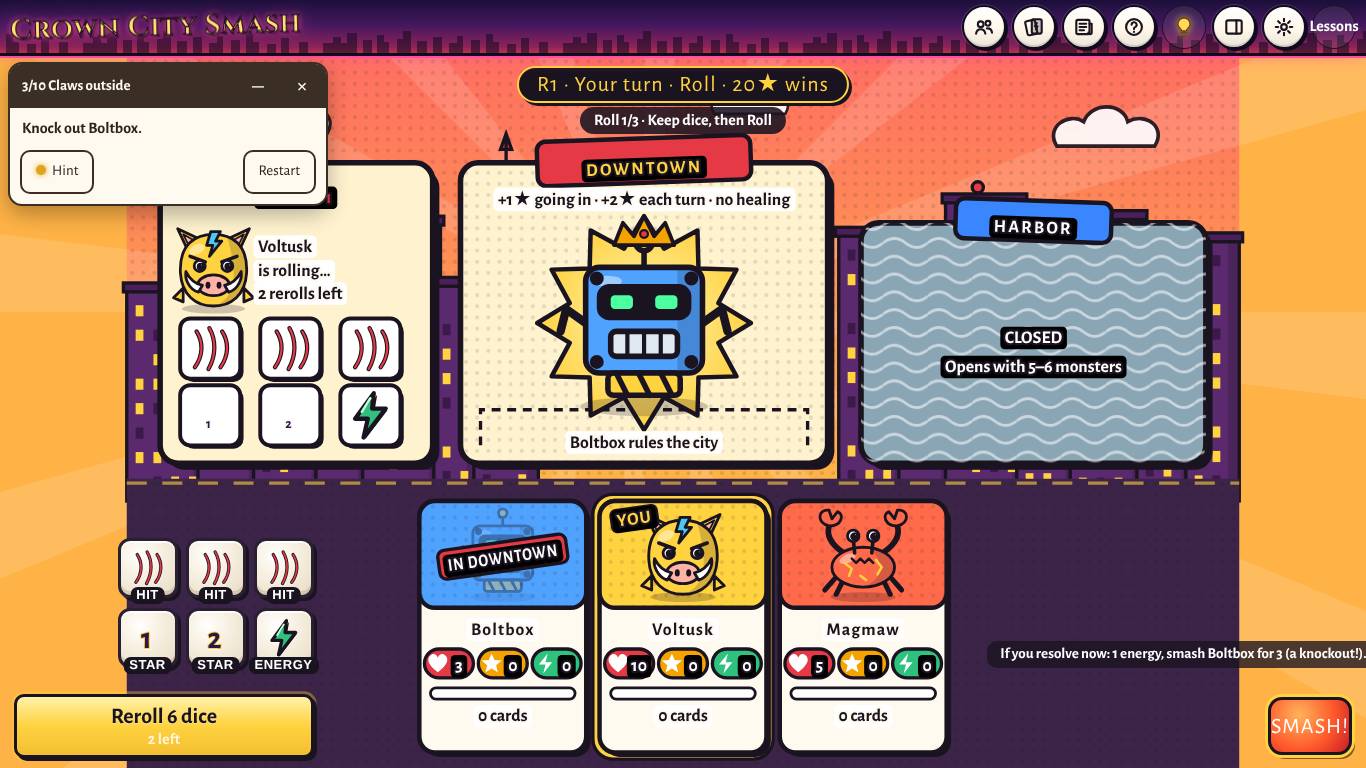 Crown City Smash
Lessons
3/10 Claws outside
Knock out Boltbox.
Hint
Restart
R1 · Your turn · Roll · 20★ wins
Roll 1/3 · Keep dice, then Roll
Voltusk
is rolling…
2 rerolls left
1
2
DOWNTOWN
+1★ going in · +2★ each turn · no healing
Boltbox rules the city
HARBOR
CLOSED
Opens with 5–6 monsters
HIT
HIT
HIT
1
STAR
2
STAR
ENERGY
Reroll 6 dice
2 left
IN DOWNTOWN
Boltbox
3
0
0
0 cards
YOU
Voltusk
10
0
0
0 cards
Magmaw
5
0
0
0 cards
If you resolve now: 1 energy, smash Boltbox for 3 (a knockout!).
SMASH!